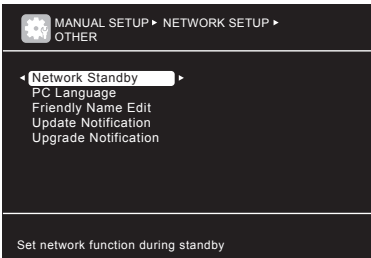 MANUAL SETUP ▸ NETWORK SETUP ▸
OTHER
Network Standby
PC Language
Friendly Name Edit
Update Notification
Upgrade Notification
Set network function during standby